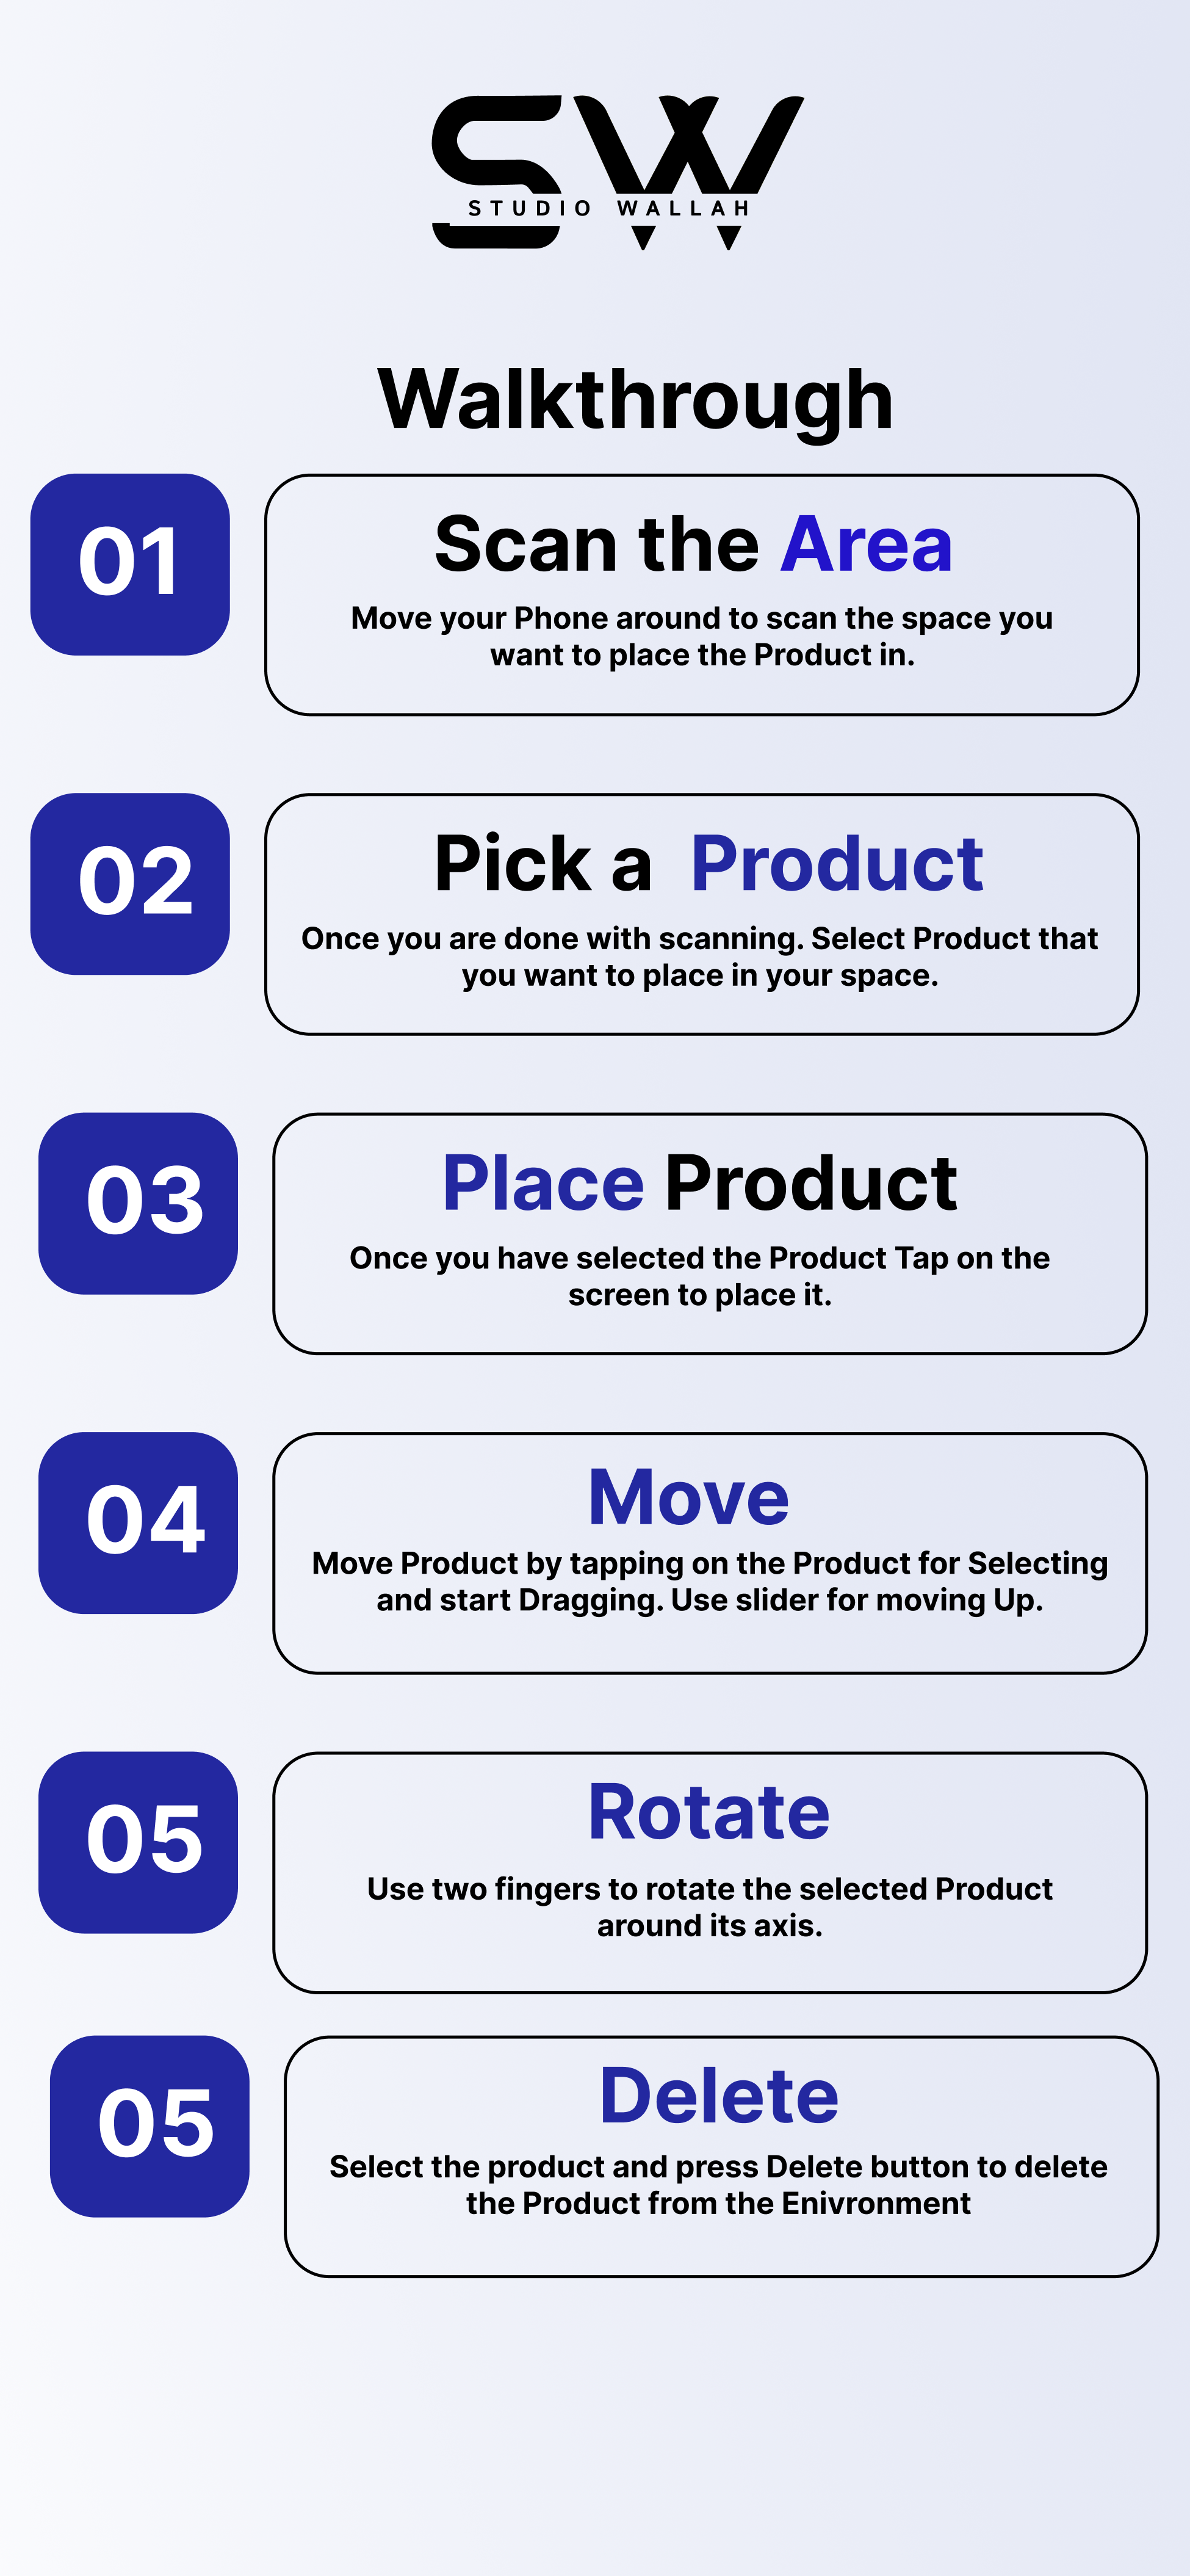 SW
STUDIO WALLAH
Walkthrough
01
Scan the Area
Move your Phone around to scan the space you
want to place the Product in.
02
Pick a Product
Once you are done with scanning. Select Product that
you want to place in your space.
03
Place Product
Once you have selected the Product Tap on the
screen to place it.
04
Move
Move Product by tapping on the Product for Selecting
and start Dragging. Use slider for moving Up.
05
Rotate
Use two fingers to rotate the selected Product
around its axis.
05
Delete
Select the product and press Delete button to delete
the Product from the Enivronment